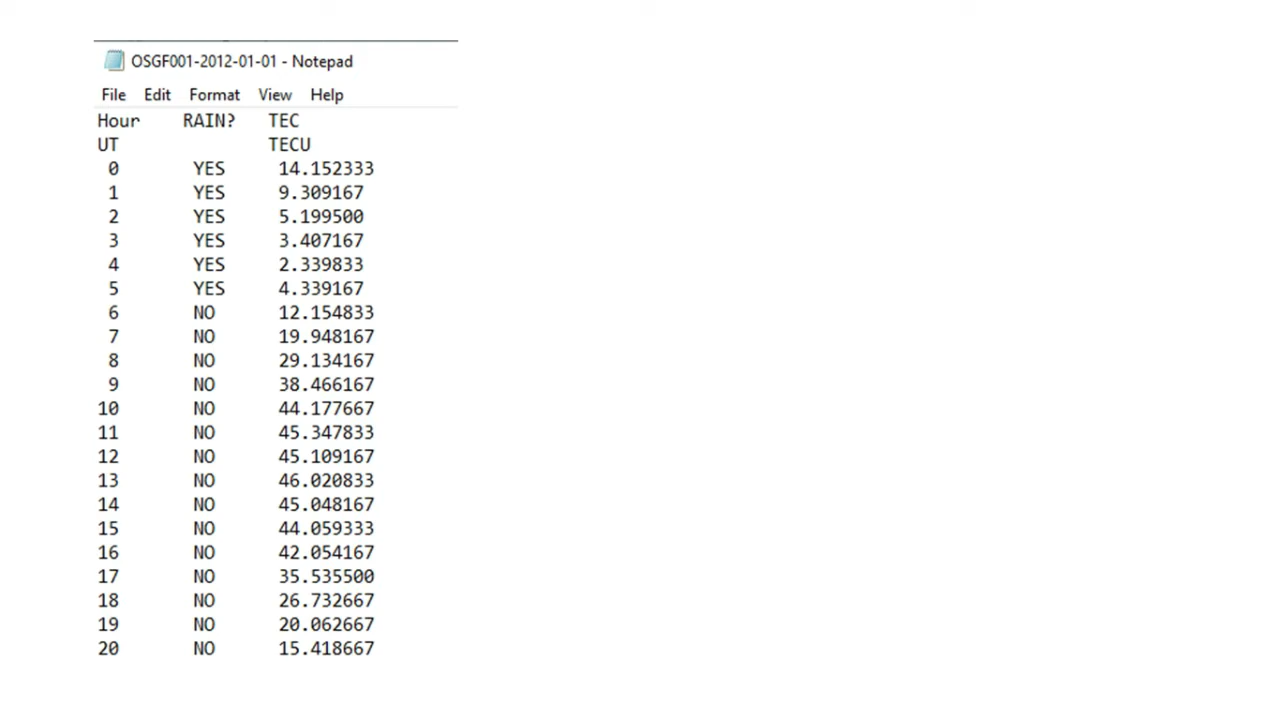 OSGF001-2012-01-01 - Notepad
File Edit Format View Help
Hour RAIN? TEC
UT TECU
0 YES 14.152333
1 YES 9.309167
2 YES 5.199500
3 YES 3.407167
4 YES 2.339833
5 YES 4.339167
6 NO 12.154833
7 NO 19.948167
8 NO 29.134167
9 NO 38.466167
10 NO 44.177667
11 NO 45.347833
12 NO 45.109167
13 NO 46.020833
14 NO 45.048167
15 NO 44.059333
16 NO 42.054167
17 NO 35.535500
18 NO 26.732667
19 NO 20.062667
20 NO 15.418667